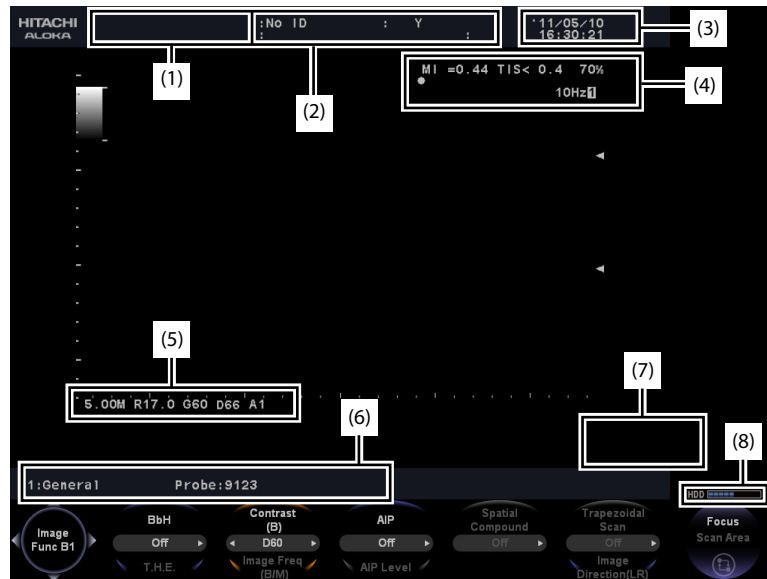 HITACHI
ALOKA
:No ID : Y
: :
'11/05/10
16:30:21
(1)
(2)
(3)
MI =0.44 TIS< 0.4 70%
10Hz1
(4)
(5)
5.00M R17.0 G60 D66 A1
(6)
(7)
(8)
1:General Probe:9123
HDD
Image
Func B1
BbH
Off
T.H.E.
Contrast
(B)
D60
Image Freq
(B/M)
AIP
Off
AIP Level
Spatial
Compound
Off
Trapezoidal
Scan
Off
Image
Direction(LR)
Focus
Scan Area